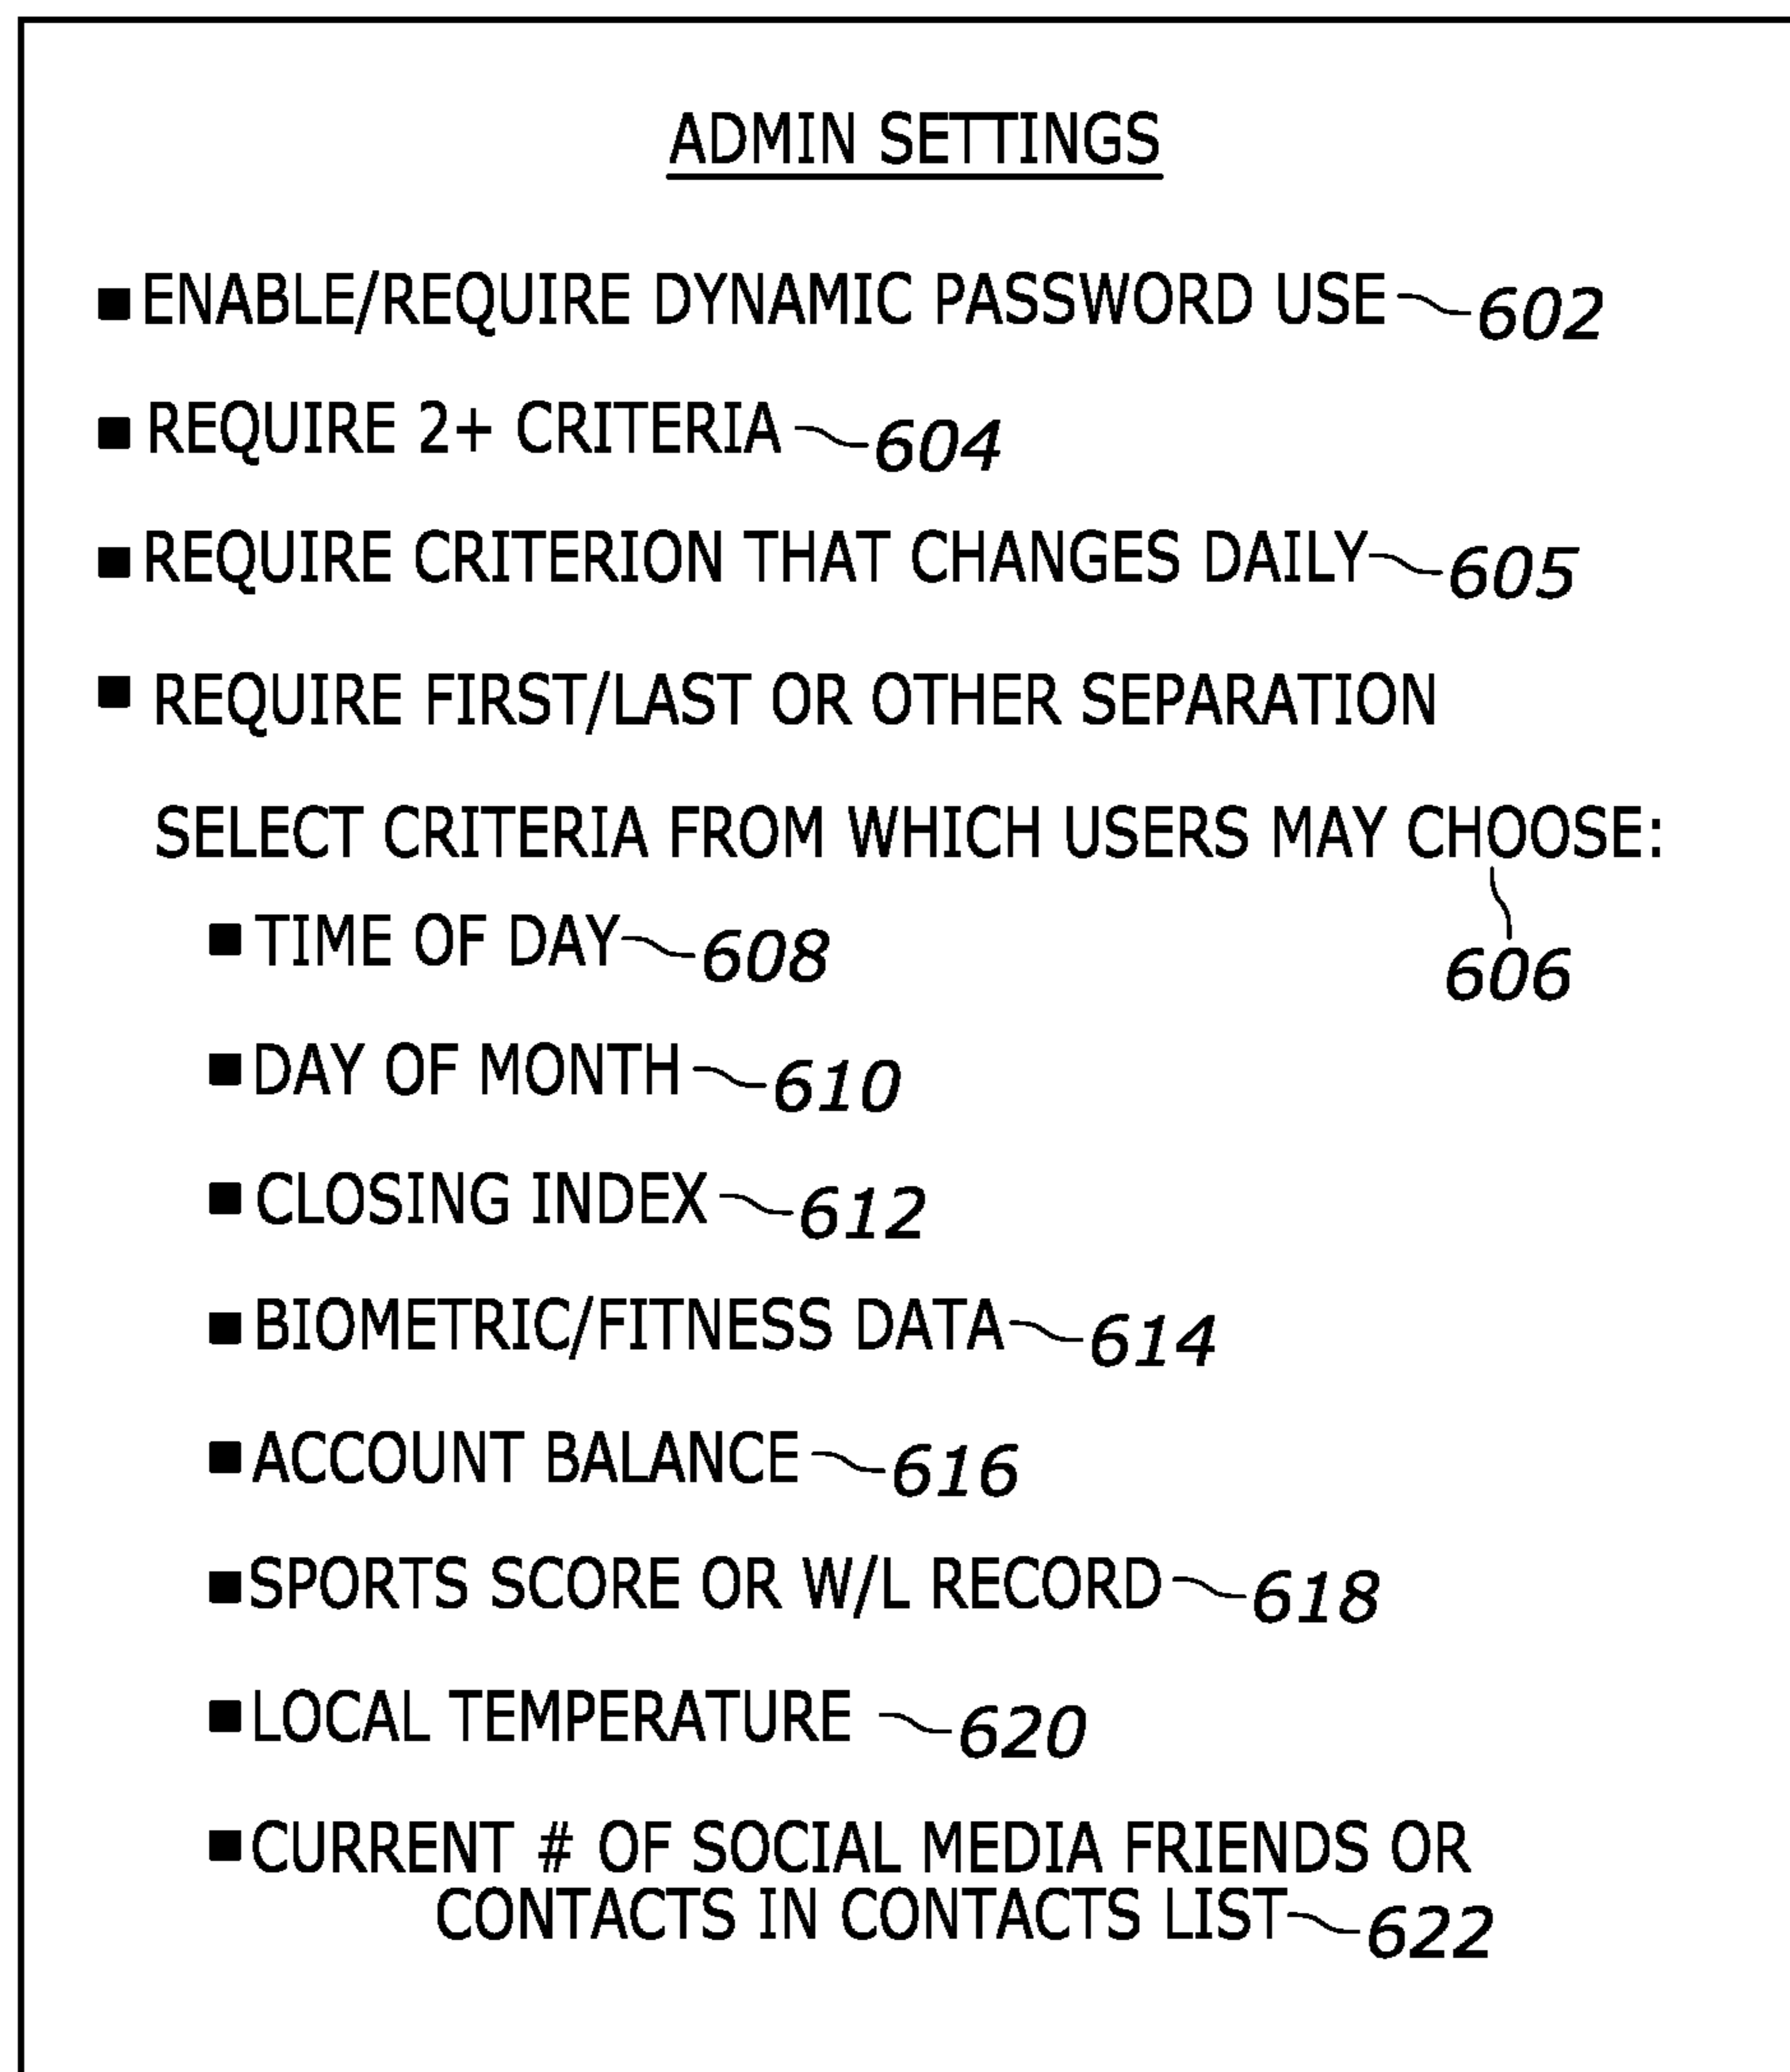 ADMIN SETTINGS
■ ENABLE/REQUIRE DYNAMIC PASSWORD USE 602
■ REQUIRE 2+ CRITERIA 604
■ REQUIRE CRITERION THAT CHANGES DAILY 605
■ REQUIRE FIRST/LAST OR OTHER SEPARATION
SELECT CRITERIA FROM WHICH USERS MAY CHOOSE:
606
■ TIME OF DAY 608
■ DAY OF MONTH 610
■ CLOSING INDEX 612
■ BIOMETRIC/FITNESS DATA 614
■ ACCOUNT BALANCE 616
■ SPORTS SCORE OR W/L RECORD 618
■ LOCAL TEMPERATURE 620
■ CURRENT # OF SOCIAL MEDIA FRIENDS OR
CONTACTS IN CONTACTS LIST 622